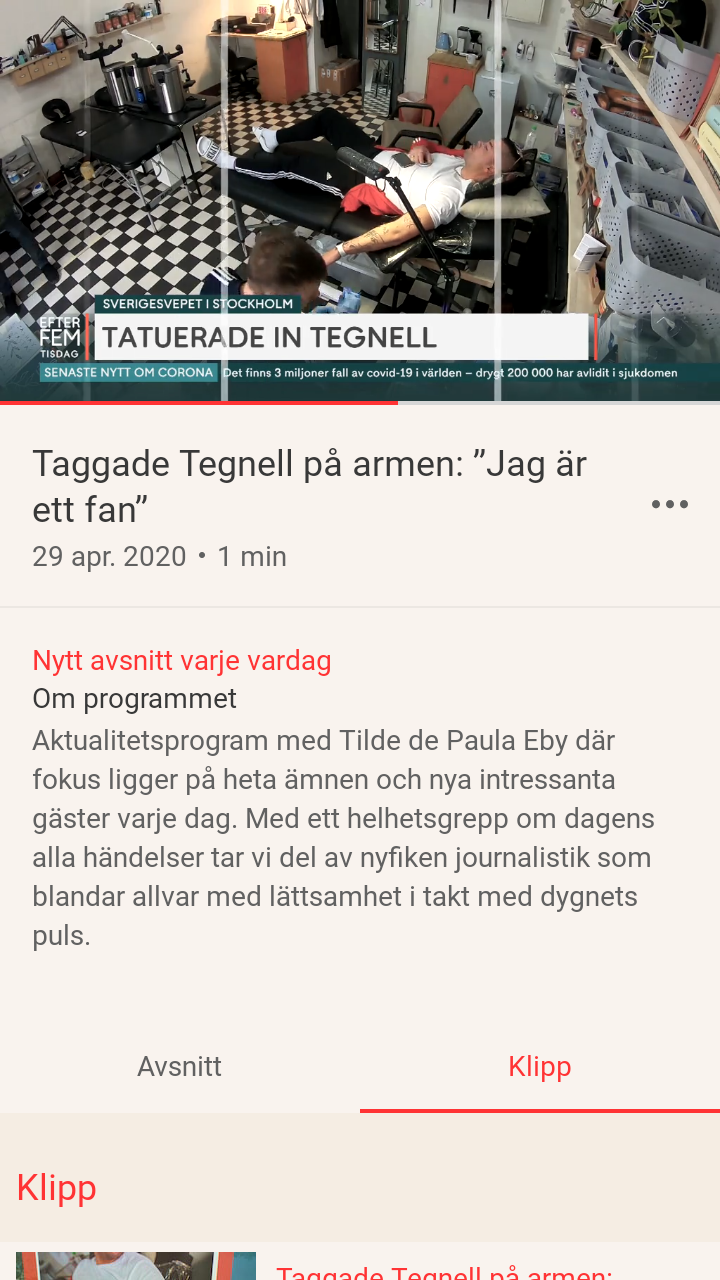 SVERIGESVEPET I STOCKHOLM
EFTER
FEM
TISDAG
TATUERADE IN TEGNELL
SENASTE NYTT OM CORONA Det finns 3 miljoner fall av covid-19 i världen – drygt 200 000 har avlidit i sjukdomen
Taggade Tegnell på armen: ”Jag är
ett fan”
29 apr. 2020 • 1 min
Nytt avsnitt varje vardag
Om programmet
Aktualitetsprogram med Tilde de Paula Eby där
fokus ligger på heta ämnen och nya intressanta
gäster varje dag. Med ett helhetsgrepp om dagens
alla händelser tar vi del av nyfiken journalistik som
blandar allvar med lättsamhet i takt med dygnets
puls.
Avsnitt
Klipp
Klipp
Taggade Tegnell på armen: